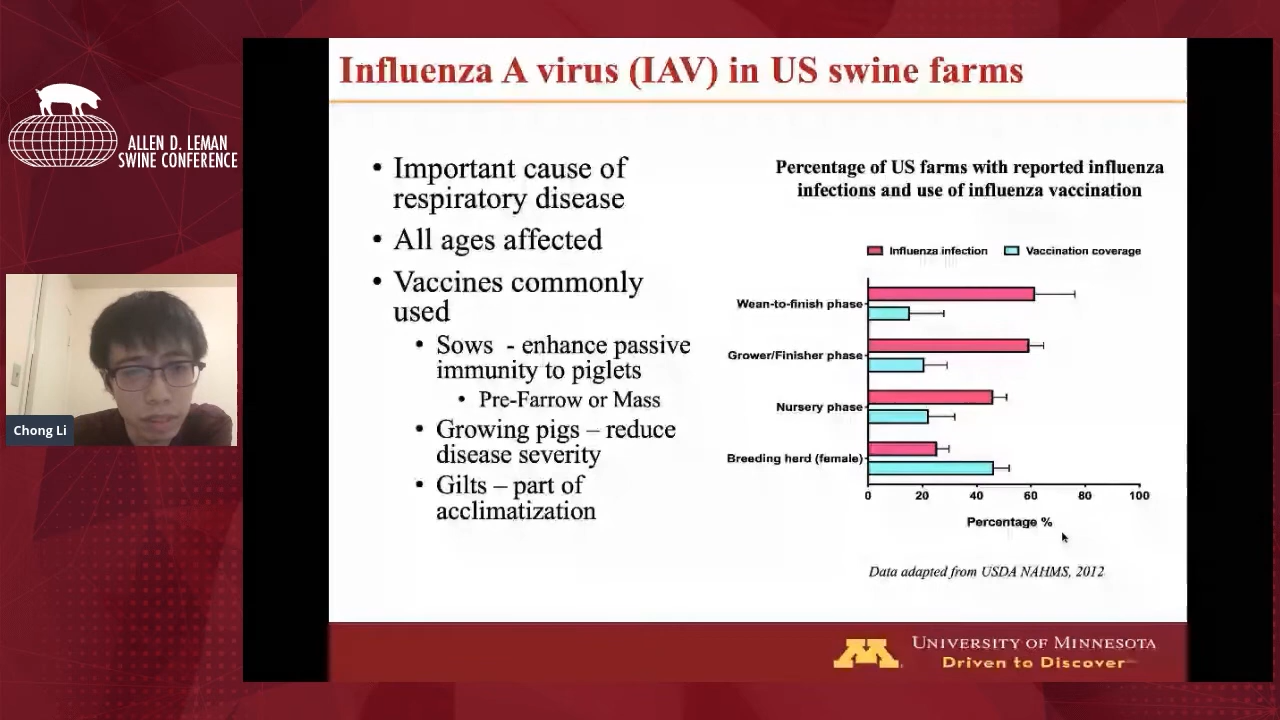 ALLEN D. LEMAN
SWINE CONFERENCE
Chong Li
Influenza A virus (IAV) in US swine farms
• Important cause of
respiratory disease
• All ages affected
• Vaccines commonly
used
• Sows - enhance passive
immunity to piglets
• Pre-Farrow or Mass
• Growing pigs – reduce
disease severity
• Gilts – part of
acclimatization
Percentage of US farms with reported influenza
infections and use of influenza vaccination
Influenza infection Vaccination coverage
Wean-to-finish phase
Grower/Finisher phase
Nursery phase
Breeding herd (female)
0 20 40 60 80 100
Percentage %
Data adapted from USDA NAHMS, 2012
M UNIVERSITY OF MINNESOTA
Driven to Discover